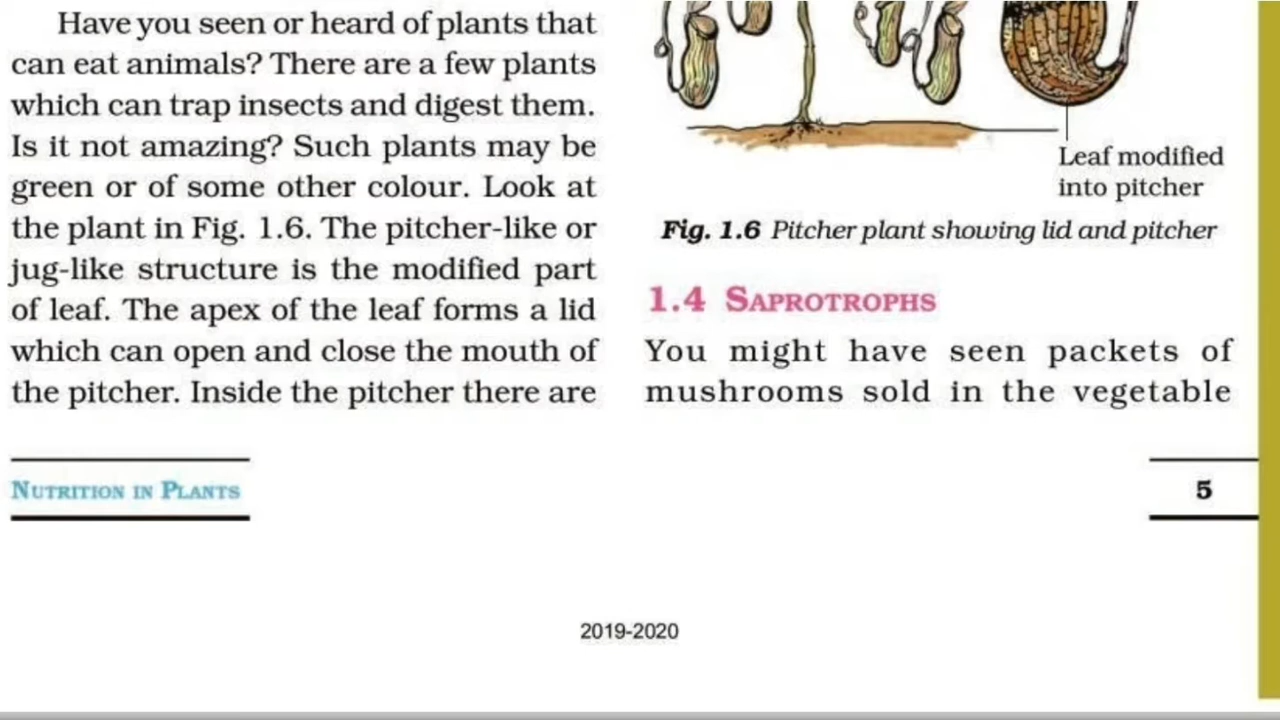 Have you seen or heard of plants that
can eat animals? There are a few plants
which can trap insects and digest them.
Is it not amazing? Such plants may be
green or of some other colour. Look at
the plant in Fig. 1.6. The pitcher-like or
jug-like structure is the modified part
of leaf. The apex of the leaf forms a lid
which can open and close the mouth of
the pitcher. Inside the pitcher there are
Leaf modified
into pitcher
Fig. 1.6 Pitcher plant showing lid and pitcher
1.4 SAPROTROPHS
You might have seen packets of
mushrooms sold in the vegetable
NUTRITION IN PLANTS
5
2019-2020